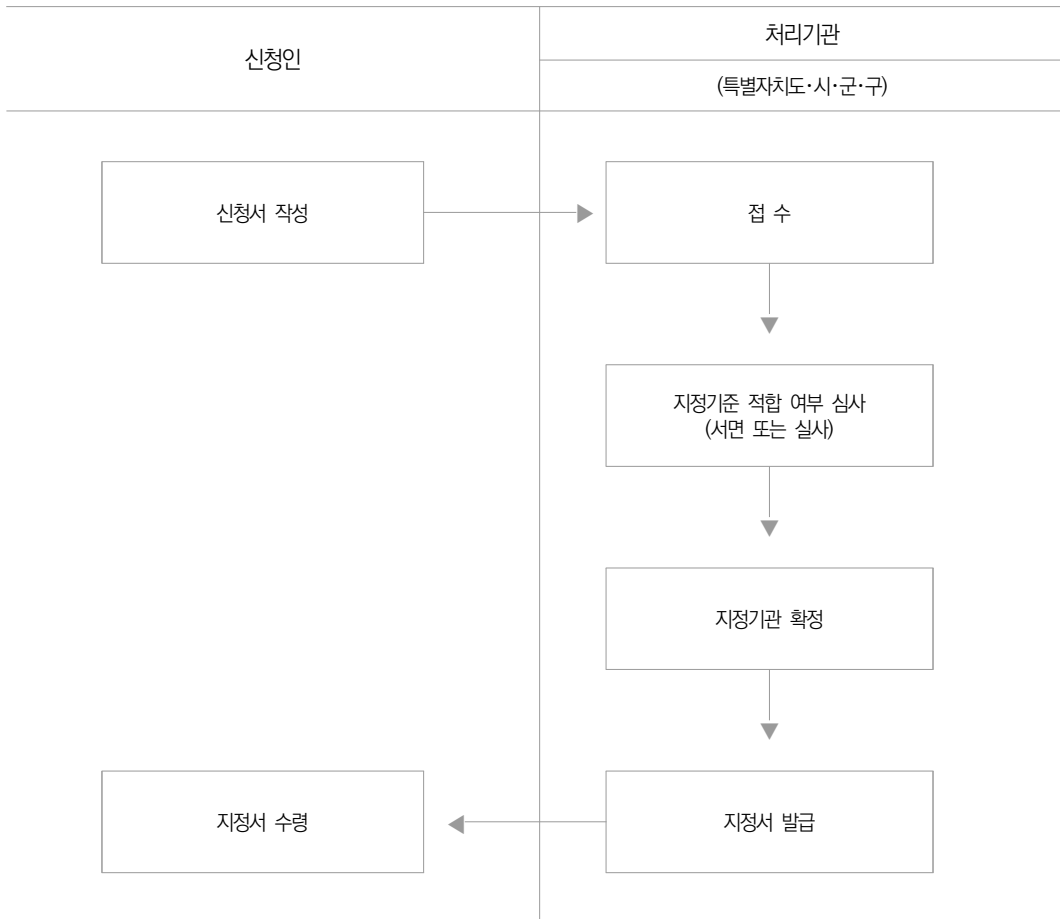 신청인
처리기관
(특별자치도·시·군·구)
신청서 작성
접 수
지정기준 적합 여부 심사
(서면 또는 실사)
지정기관 확정
지정서 수령
지정서 발급